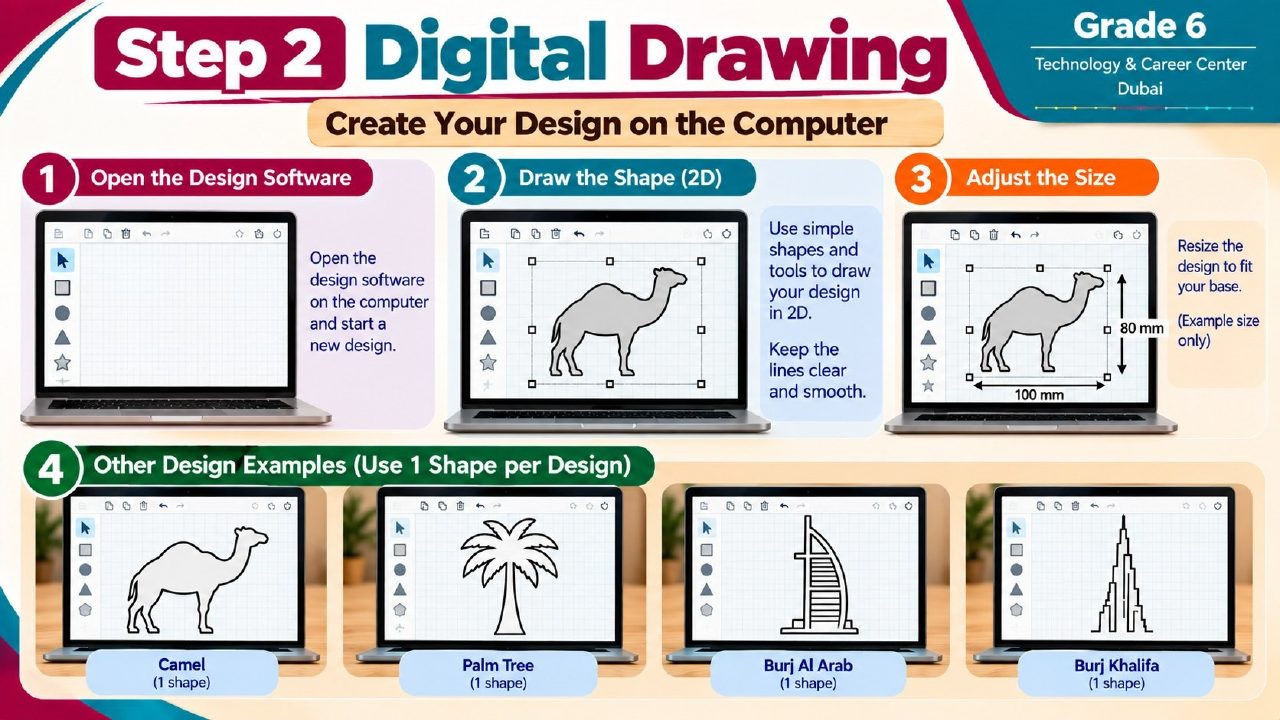 Step 2 Digital Drawing
Create Your Design on the Computer
Grade 6
Technology & Career Center
Dubai
1 Open the Design Software
Open the
design software
on the computer
and start a
new design.
2 Draw the Shape (2D)
Use simple
shapes and
tools to draw
your design
in 2D.
Keep the
lines clear
and smooth.
3 Adjust the Size
80 mm
100 mm
Resize the
design to fit
your base.
(Example size
only)
4 Other Design Examples (Use 1 Shape per Design)
Camel
(1 shape)
Palm Tree
(1 shape)
Burj Al Arab
(1 shape)
Burj Khalifa
(1 shape)